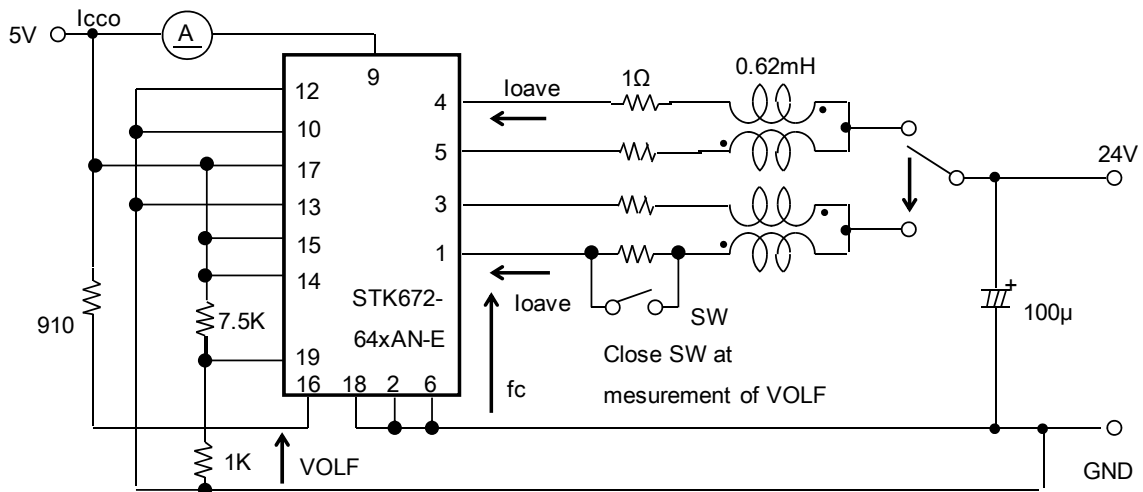 Icco
5V
A
9
12
10
17
13
15
14
19
16 18 2 6
4
5
3
1
STK672-
64xAN-E
Ioave
1Ω
0.62mH
24V
Ioave
SW
Close SW at
mesurement of VOLF
fc
100µ
+
910
7.5K
1K
VOLF
GND